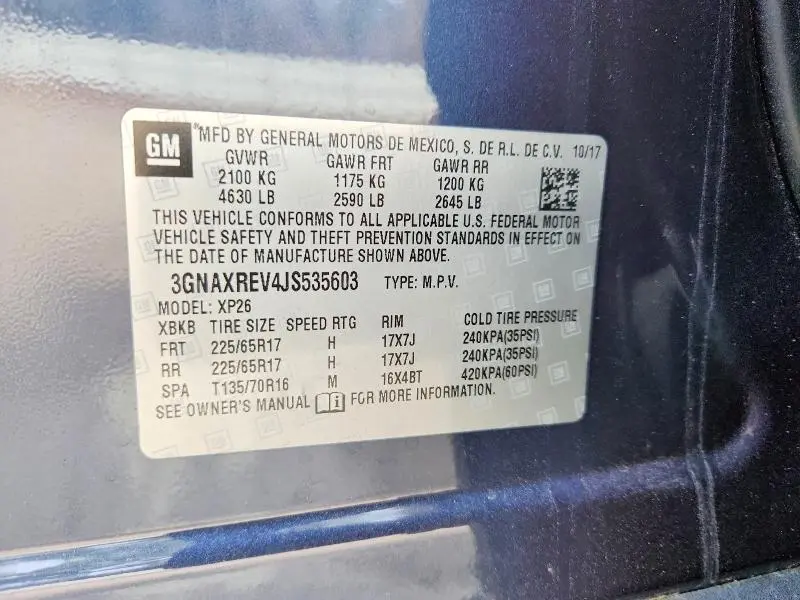 GM
*MFD BY GENERAL MOTORS DE MEXICO, S. DE R.L. DE C.V. 10/17
GVWR GAWR FRT GAWR RR
2100 KG 1175 KG 1200 KG
4630 LB 2590 LB 2645 LB
THIS VEHICLE CONFORMS TO ALL APPLICABLE U.S. FEDERAL MOTOR
VEHICLE SAFETY AND THEFT PREVENTION STANDARDS IN EFFECT ON
THE DATE OF MANUFACTURE SHOWN ABOVE.
3GNAXREV4JS535603 TYPE: M.P.V.
MODEL: XP26
XBKB TIRE SIZE SPEED RTG RIM COLD TIRE PRESSURE
FRT 225/65R17 H 17X7J 240KPA(35PSI)
RR 225/65R17 H 17X7J 240KPA(35PSI)
SPA T135/70R16 M 16X4BT 420KPA(60PSI)
SEE OWNER'S MANUAL i FOR MORE INFORMATION.